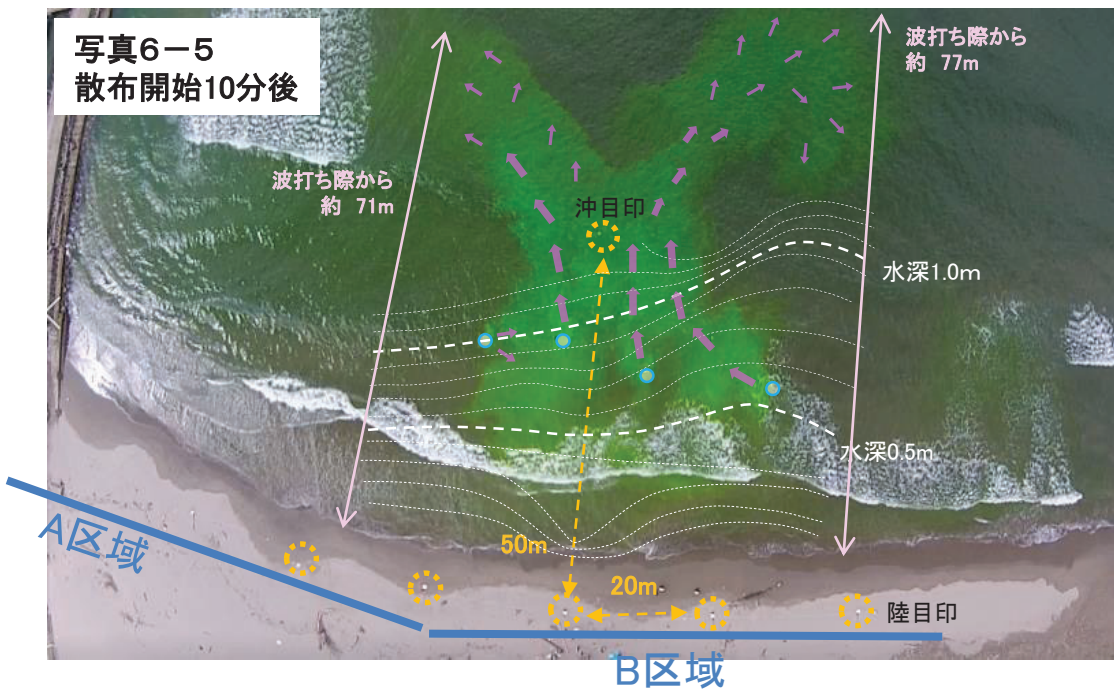 写真6-5
散布開始10分後
波打ち際から
約 77m
波打ち際から
約 71m
沖目印
水深1.0m
水深0.5m
A区域
50m
20m
陸目印
B区域